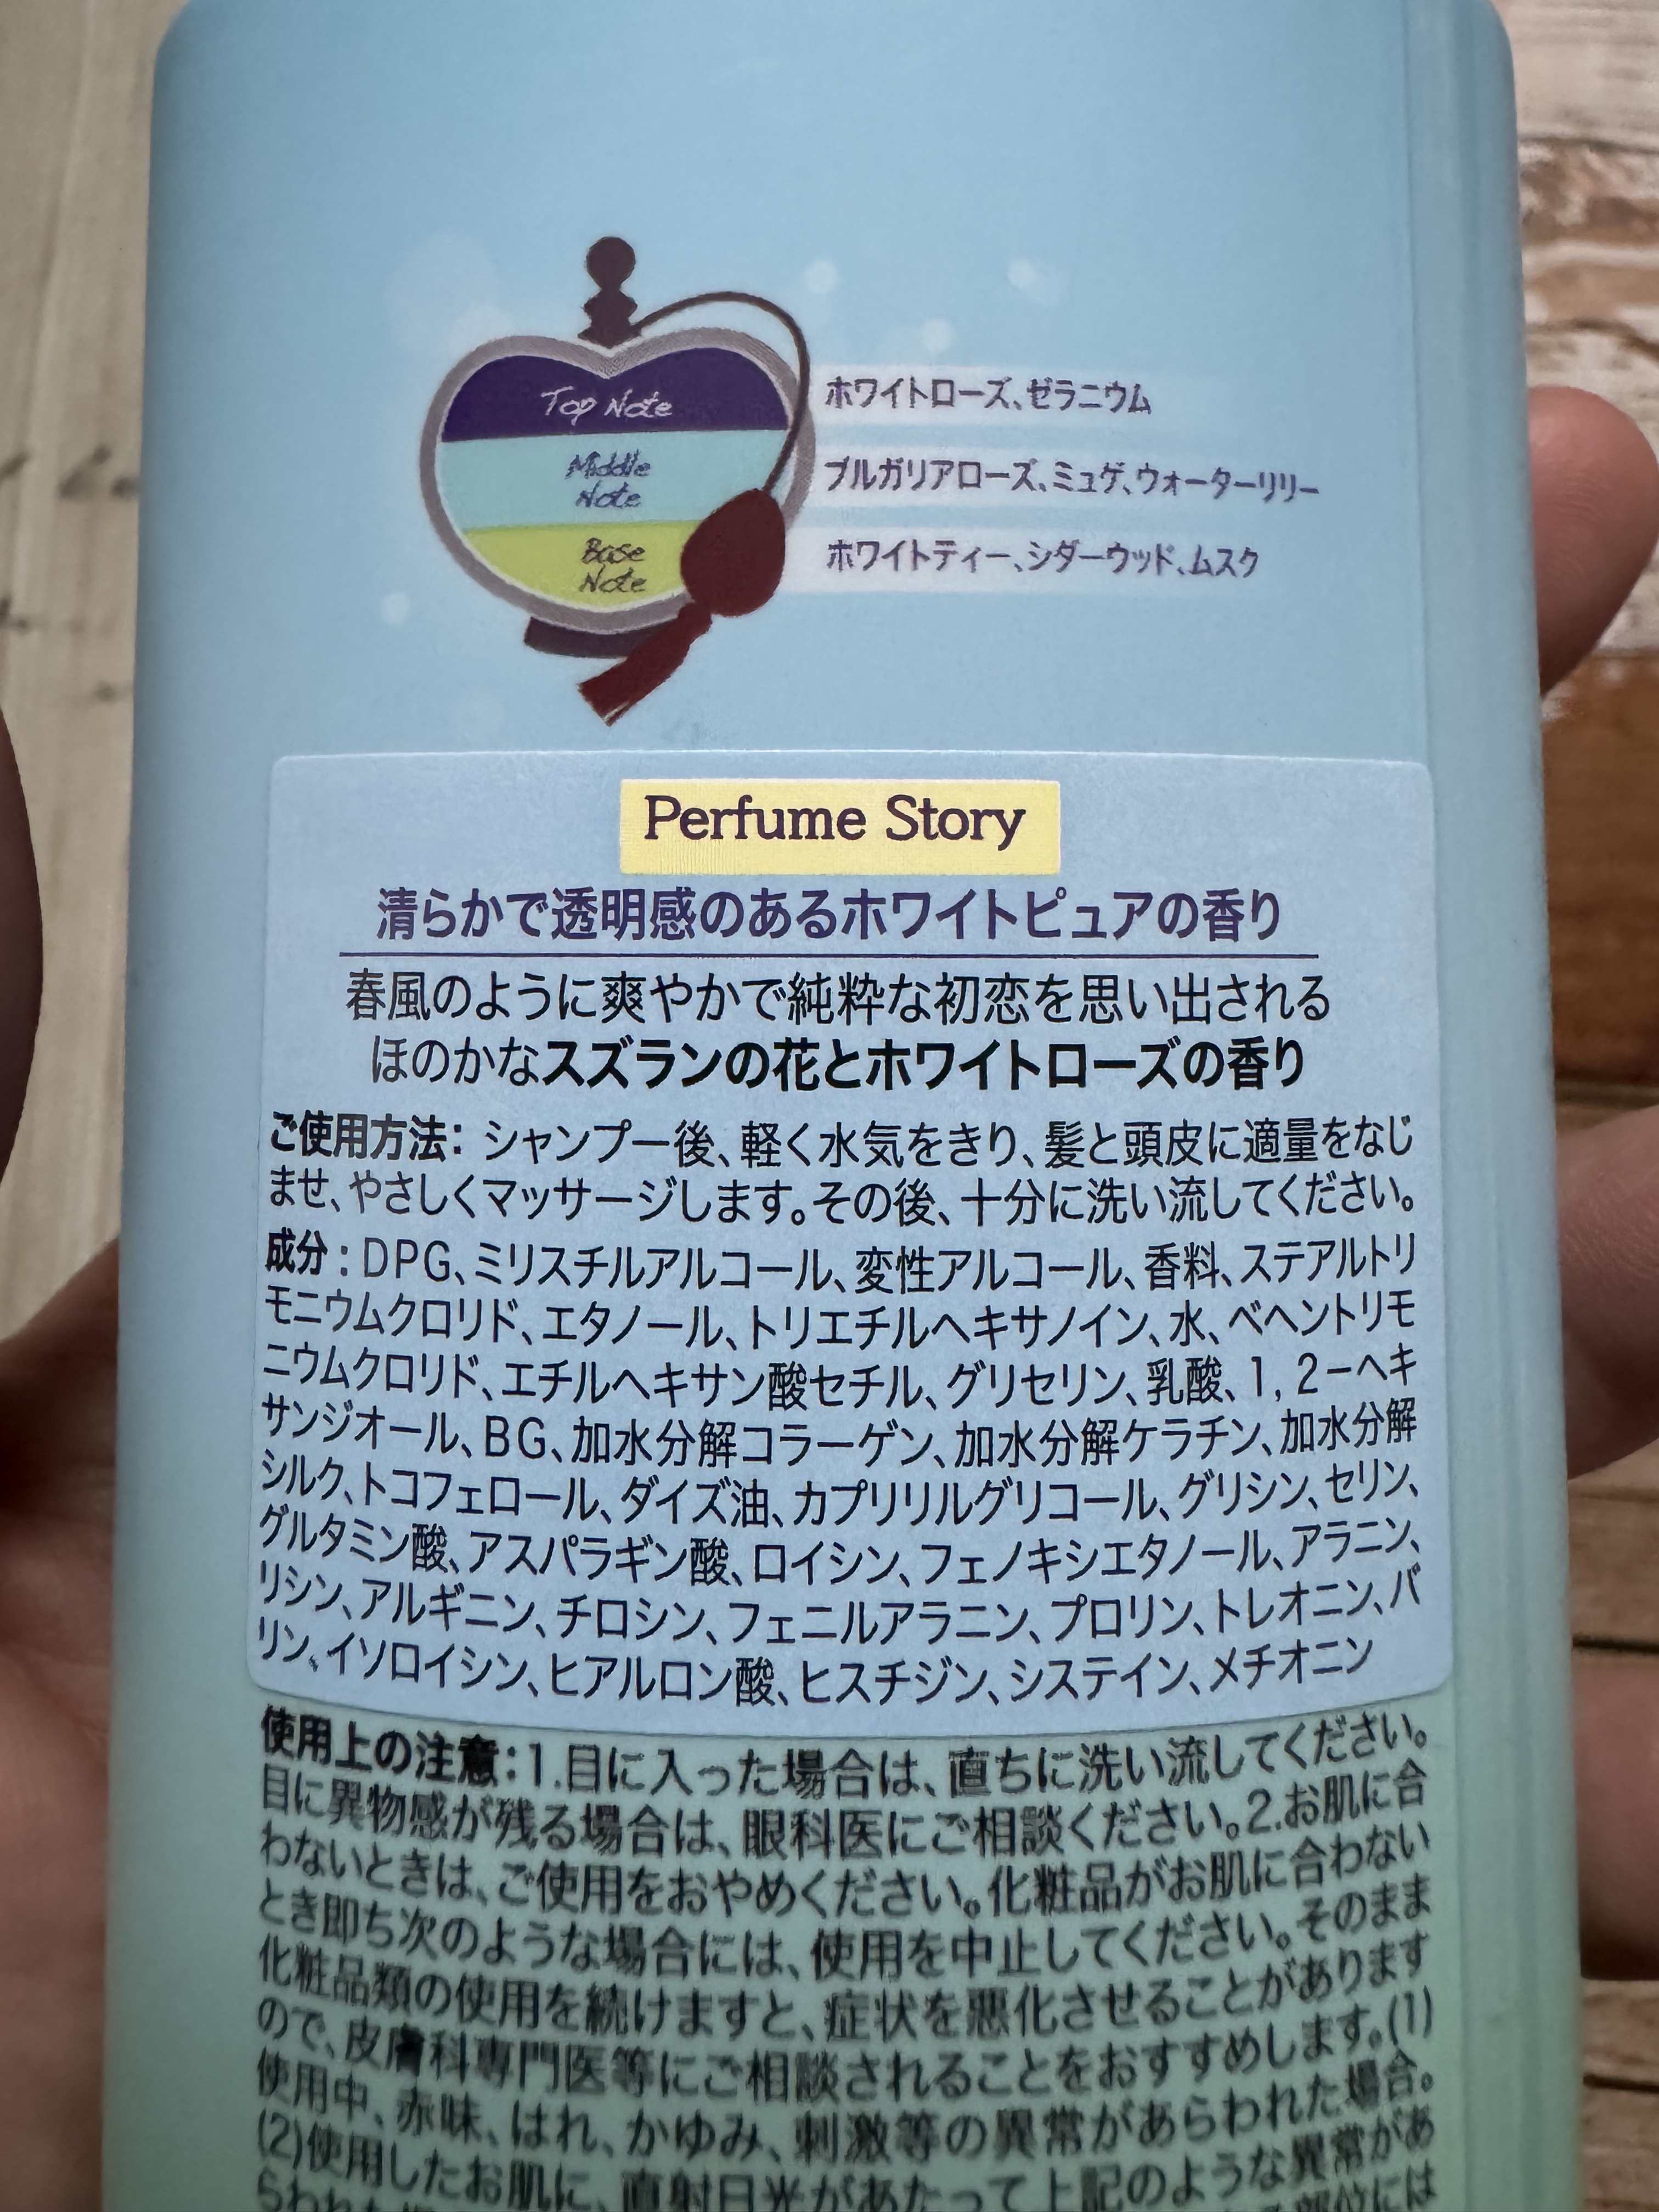 Top Note
ホワイトローズ、ゼラニウム
Middle
Note
ブルガリアローズ、ミュゲ、ウォーターリリー
Base
Note
ホワイトティー、シダーウッド、ムスク
Perfume Story
清らかで透明感のあるホワイトピュアの香り
春風のように爽やかで純粋な初恋を思い出される
ほのかなスズランの花とホワイトローズの香り
ご使用方法：シャンプー後、軽く水気をきり、髪と頭皮に適量をなじ
ませ、やさしくマッサージします。その後、十分に洗い流してください。
成分：DPG、ミリスチルアルコール、変性アルコール、香料、ステアルトリ
モニウムクロリド、エタノール、トリエチルヘキサノイン、水、ベヘントリモ
ニウムクロリド、エチルヘキサン酸セチル、グリセリン、乳酸、1,2－ヘキ
サンジオール、BG、加水分解コラーゲン、加水分解ケラチン、加水分解
シルク、トコフェロール、ダイズ油、カプリリルグリコール、グリシン、セリン、
グルタミン酸、アスパラギン酸、ロイシン、フェノキシエタノール、アラニン、
リシン、アルギニン、チロシン、フェニルアラニン、プロリン、トレオニン、バ
リン、イソロイシン、ヒアルロン酸、ヒスチジン、システイン、メチオニン
使用上の注意：1.目に入った場合は、直ちに洗い流してください。
目に異物感が残る場合は、眼科医にご相談ください。2.お肌に合
わないときは、ご使用をおやめください。化粧品がお肌に合わない
とき即ち次のような場合には、使用を中止してください。そのまま
化粧品類の使用を続けますと、症状を悪化させることがあります
ので、皮膚科専門医等にご相談されることをおすすめします。(1)
使用中、赤味、はれ、かゆみ、刺激等の異常があらわれた場合。
(2)使用したお肌に、直射日光があたって上記のような異常があ